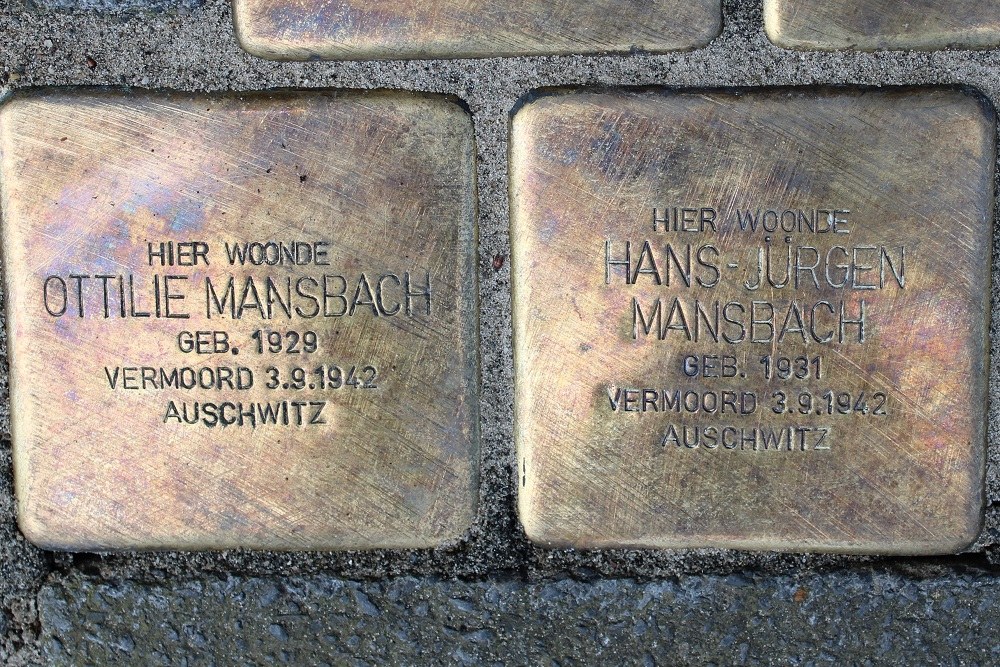 HIER WOONDE
OTTILIE MANSBACH
GEB. 1929
VERMOORD 3.9.1942
AUSCHWITZ
HIER WOONDE
HANS-JÜRGEN
MANSBACH
GEB. 1931
VERMOORD 3.9.1942
AUSCHWITZ